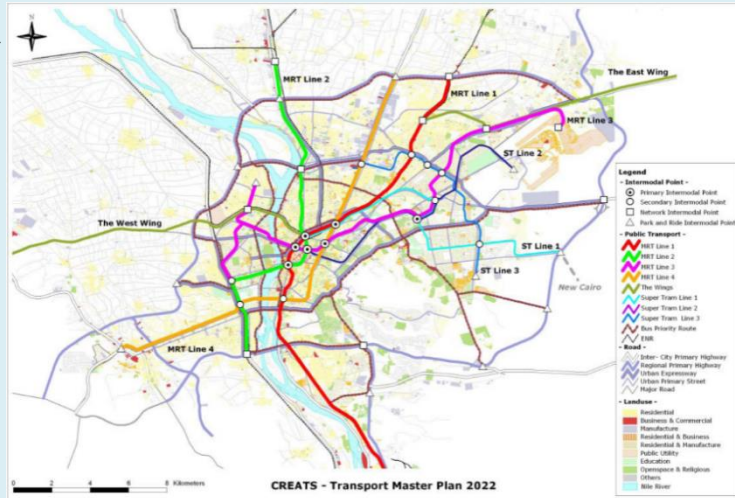 N
MRT Line 2
MRT Line 1
The East Wing
MRT Line 3
ST Line 2
The West Wing
ST Line 1
ST Line 3
New Cairo
MRT Line 4
Legend
- Intermodal Point -
Primary Intermodal Point
Secondary Intermodal Point
Network Intermodal Point
Park and Ride Intermodal Point
- Public Transport -
MRT Line 1
MRT Line 2
MRT Line 3
MRT Line 4
The Wings
Super Tram Line 1
Super Tram Line 2
Super Tram Line 3
Bus Priority Route
ENR
- Road -
Inter- City Primary Highway
Regional Primary Highway
Urban Expressway
Urban Primary Street
Major Road
- Landuse -
Residential
Business & Commercial
Manufacture
Residential & Business
Residential & Manufacture
Public Utility
Education
Openspace & Religious
Others
Nile River
0 2 4 6 8 Kilometers
CREATS - Transport Master Plan 2022